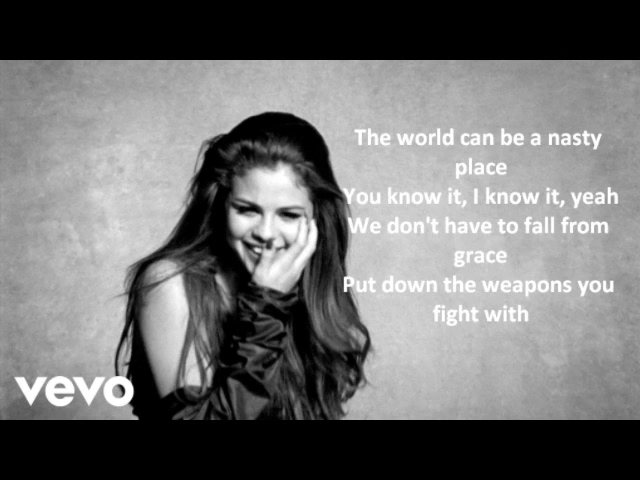 The world can be a nasty
place
You know it, I know it, yeah
We don't have to fall from
grace
Put down the weapons you
fight with
vevo